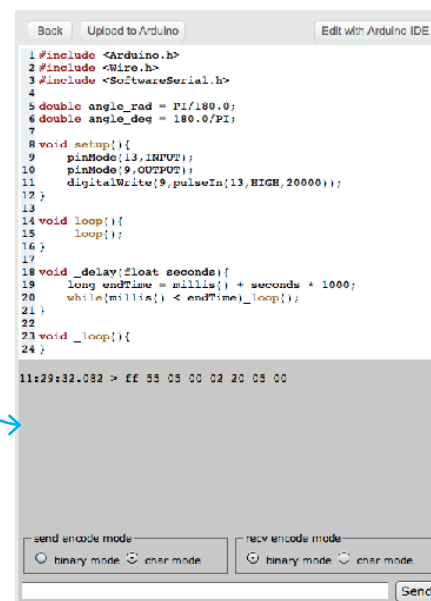 Back Upload to Arduino Edit with Arduino IDE
1 #include <Arduino.h>
2 #include <Wire.h>
3 #include <SoftwareSerial.h>
4
5 double angle_rad = PI/180.0;
6 double angle_deg = 180.0/PI;
7
8 void setup(){
9 pinMode(13,INPUT);
10 pinMode(9,OUTPUT);
11 digitalWrite(9,pulseIn(13,HIGH,20000));
12 }
13
14 void loop(){
15 loop();
16 }
17
18 void _delay(float seconds){
19 long endTime = millis() + seconds * 1000;
20 while(millis() < endTime)_loop();
21 }
22
23 void _loop(){
24 }
11:29:32.082 > ff 55 05 00 02 20 05 00
send encode mode recv encode mode
binary mode char mode binary mode char mode
Send